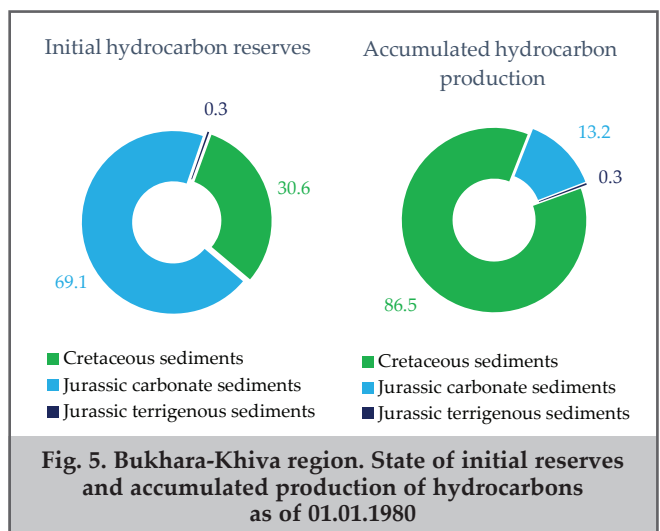 Initial hydrocarbon reserves
0.3
30.6
69.1
Cretaceous sediments
Jurassic carbonate sediments
Jurassic terrigenous sediments
Accumulated hydrocarbon
production
13.2
0.3
86.5
Cretaceous sediments
Jurassic carbonate sediments
Jurassic terrigenous sediments
Fig. 5. Bukhara-Khiva region. State of initial reserves
and accumulated production of hydrocarbons
as of 01.01.1980